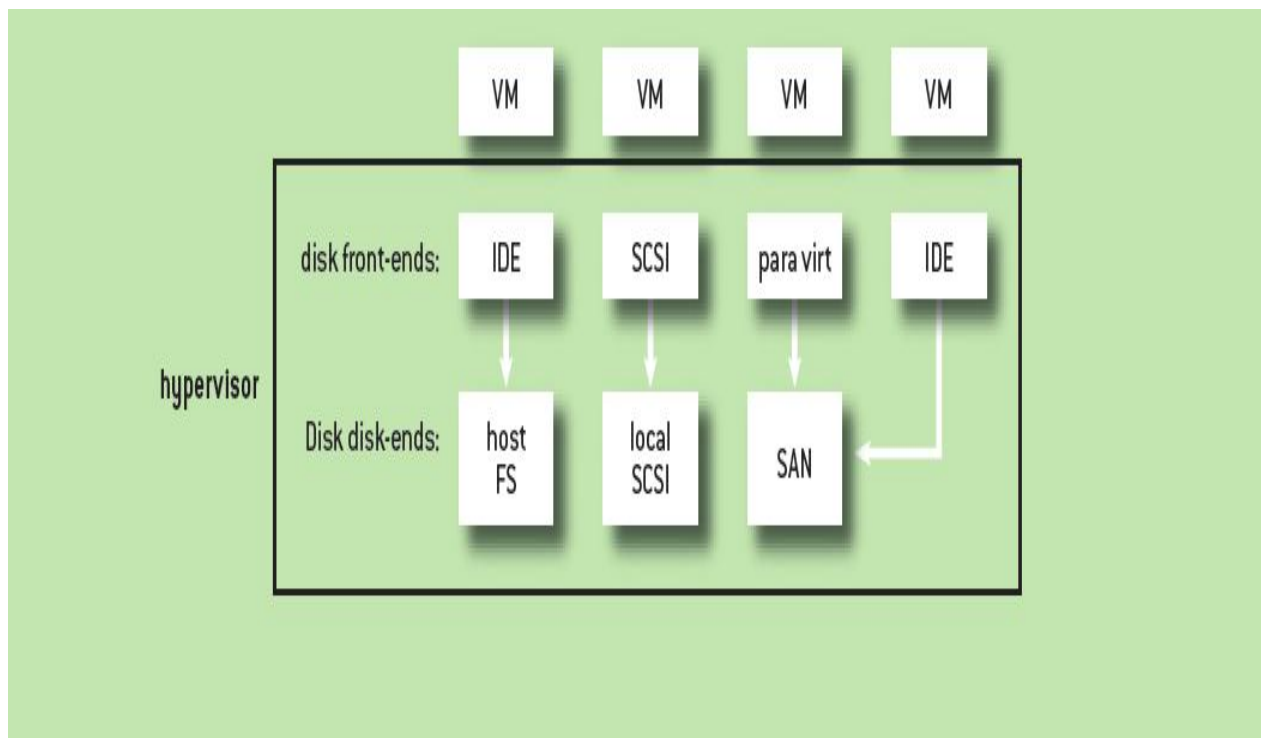 VM VM VM VM
disk front-ends: IDE SCSI para virt IDE
hypervisor
Disk disk-ends: host FS local SCSI SAN